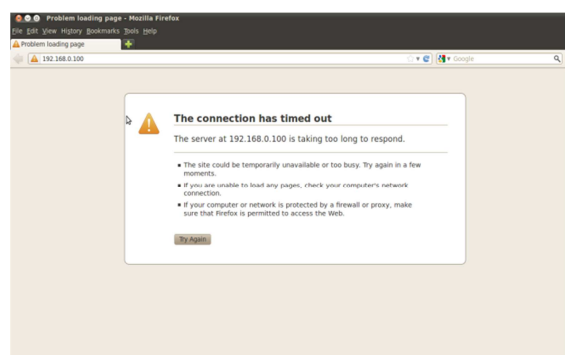 Problem loading page - Mozilla Firefox
File Edit View History Bookmarks Tools Help
Problem loading page
192.168.0.100
Google
The connection has timed out
The server at 192.168.0.100 is taking too long to respond.
The site could be temporarily unavailable or too busy. Try again in a few
moments.
If you are unable to load any pages, check your computer's network
connection.
If your computer or network is protected by a firewall or proxy, make
sure that Firefox is permitted to access the Web.
Try Again